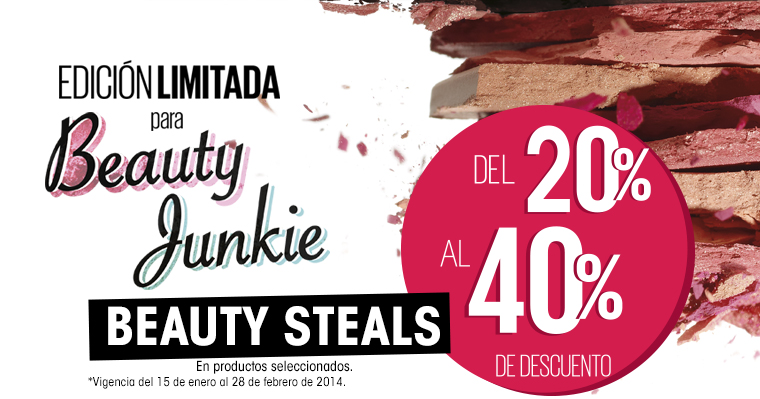 EDICIÓN LIMITADA
para
Beauty
Junkie
BEAUTY STEALS
En productos seleccionados.
*Vigencia del 15 de enero al 28 de febrero de 2014.
DEL 20%
AL 40%
DE DESCUENTO